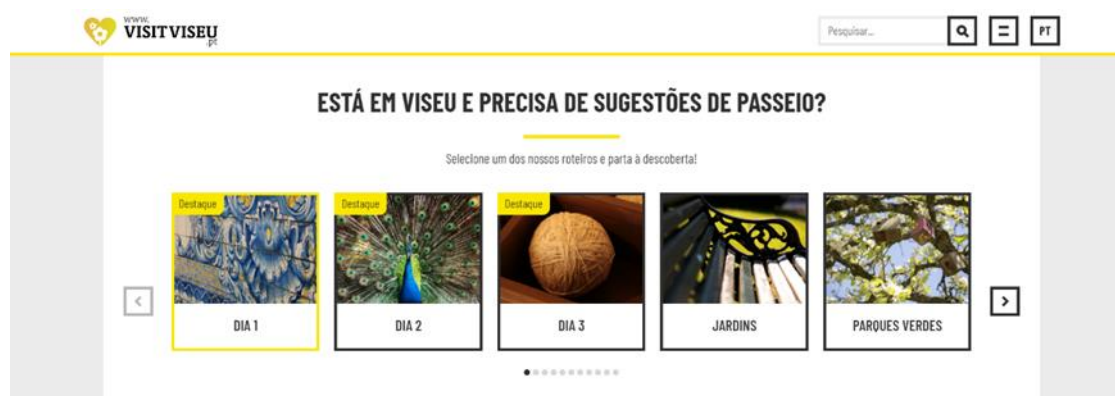 www.
VISITVISEU
.pt
Pesquisar...
PT
ESTÁ EM VISEU E PRECISA DE SUGESTÕES DE PASSEIO?
Selecione um dos nossos roteiros e parta à descoberta!
Destaque
Destaque
Destaque
DIA 1
DIA 2
DIA 3
JARDINS
PARQUES VERDES